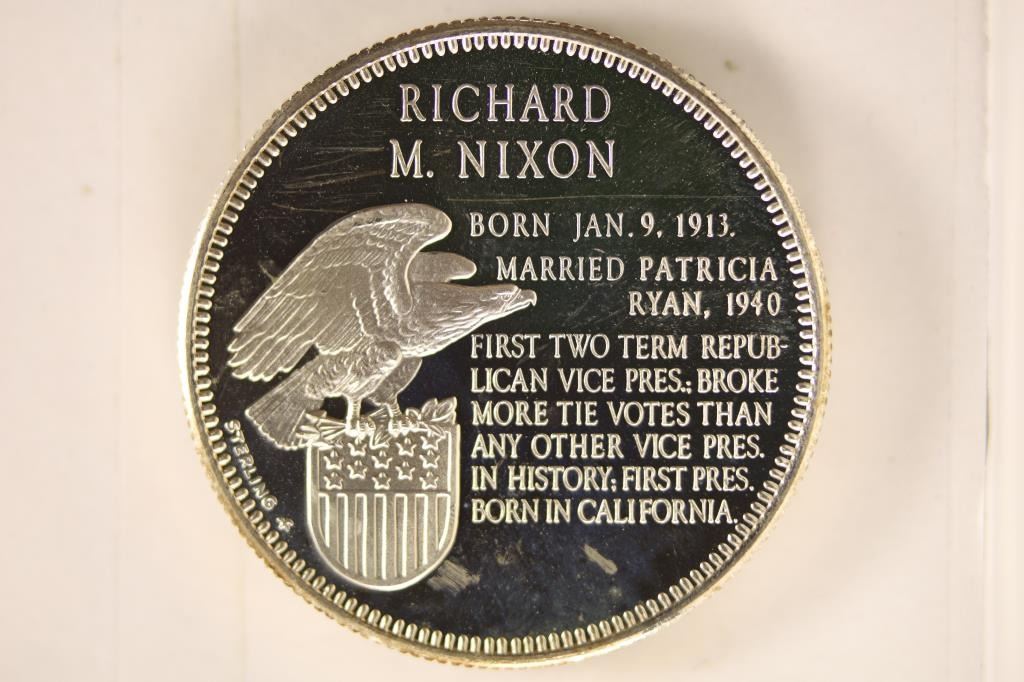 RICHARD
M. NIXON
BORN JAN. 9, 1913.
MARRIED PATRICIA
RYAN, 1940
FIRST TWO TERM REPUB-
LICAN VICE PRES.; BROKE
MORE TIE VOTES THAN
ANY OTHER VICE PRES.
IN HISTORY; FIRST PRES.
BORN IN CALIFORNIA.
STERLING